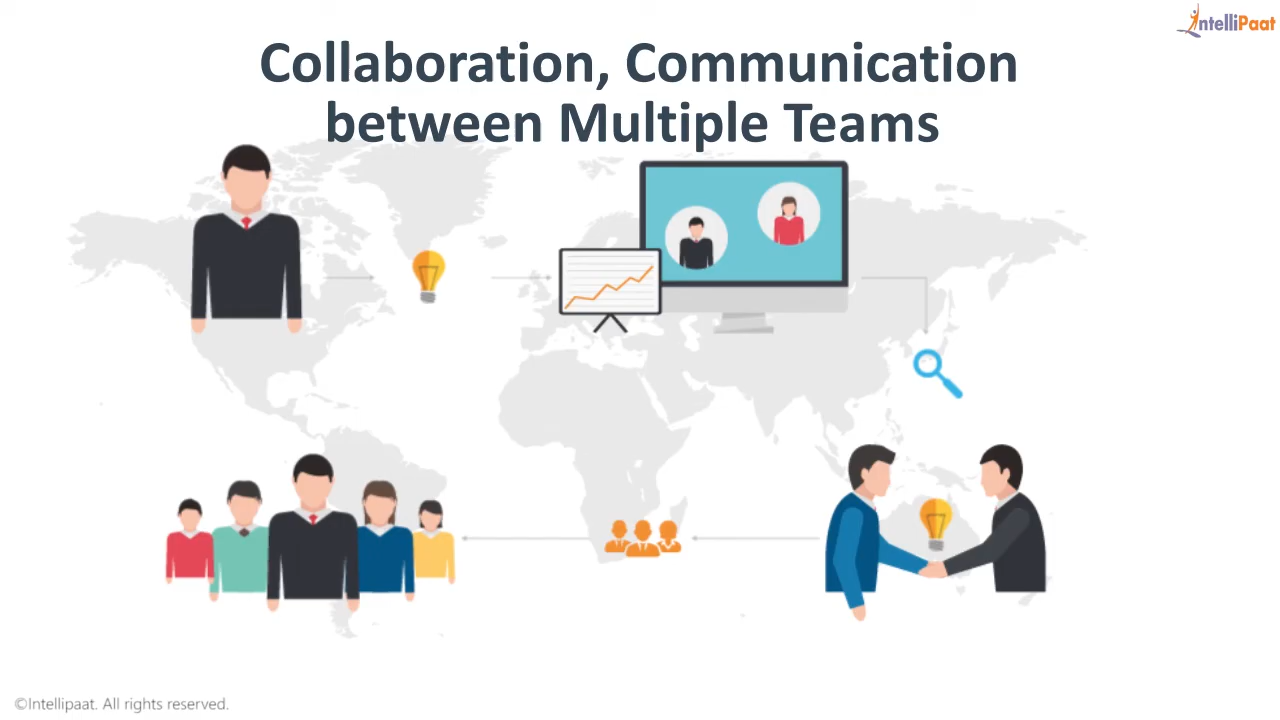 IntelliPaat
Collaboration, Communication
between Multiple Teams
©Intellipaat. All rights reserved.